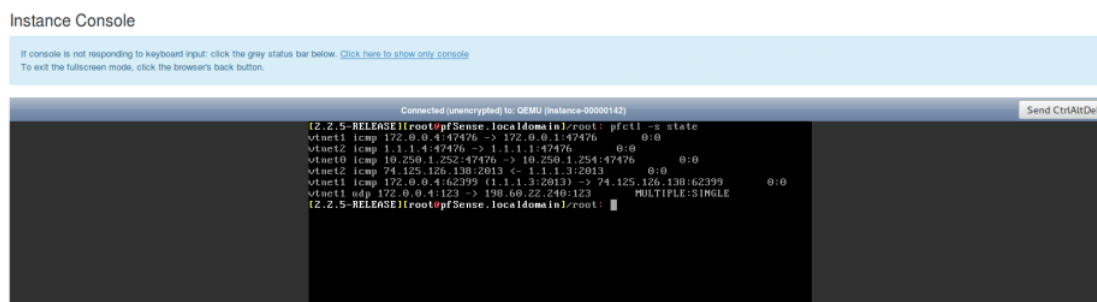 Instance Console
If console is not responding to keyboard input: click the grey status bar below. Click here to show only console
To exit the fullscreen mode, click the browser's back button.
Connected (unencrypted) to: QEMU (instance-00000142)
Send CtrlAltDel
[2.2.5-RELEASE][root@pfSense.localdomain]/root: pfctl -s state
vtnet1 icmp 172.0.0.4:47476 -> 172.0.0.1:47476 0:0
vtnet2 icmp 1.1.1.4:47476 -> 1.1.1.1:47476 0:0
vtnet0 icmp 10.250.1.252:47476 -> 10.250.1.254:47476 0:0
vtnet2 icmp 74.125.126.138:2013 <- 1.1.1.3:2013 0:0
vtnet1 icmp 172.0.0.4:62399 (1.1.1.3:2013) -> 74.125.126.138:62399 0:0
vtnet1 udp 172.0.0.4:123 -> 198.60.22.240:123 MULTIPLE:SINGLE
[2.2.5-RELEASE][root@pfSense.localdomain]/root: